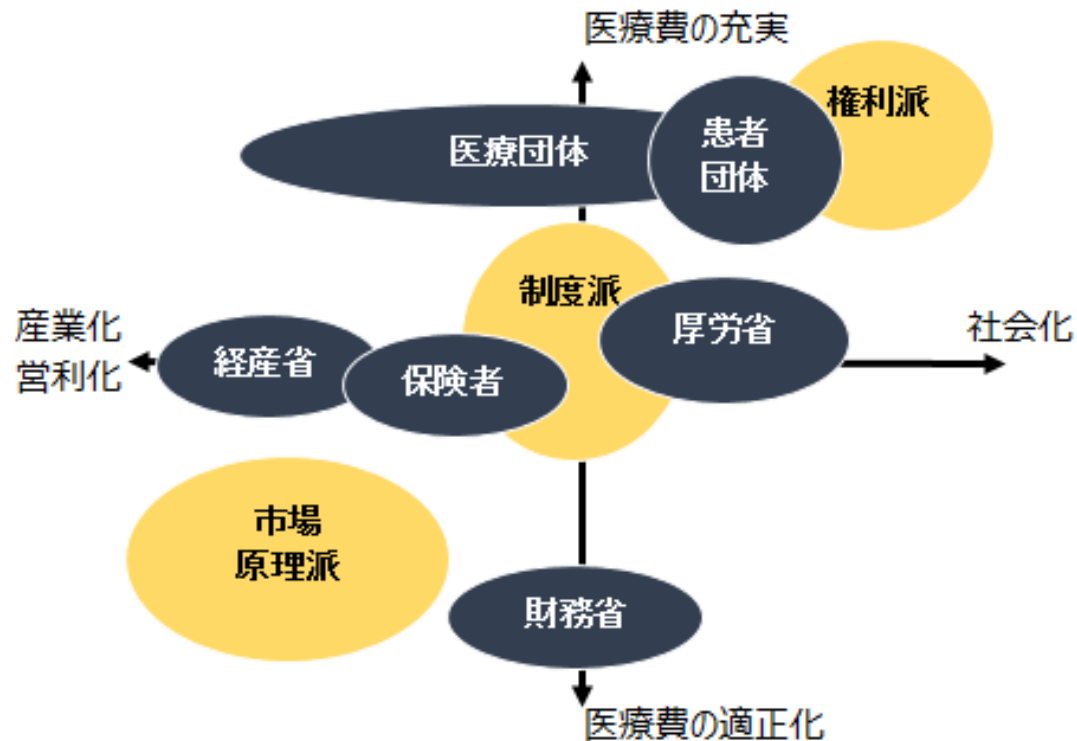 医療費の充実
権利派
患者
団体
医療団体
制度派
厚労省
産業化
営利化
社会化
経産省
保険者
市場
原理派
財務省
医療費の適正化